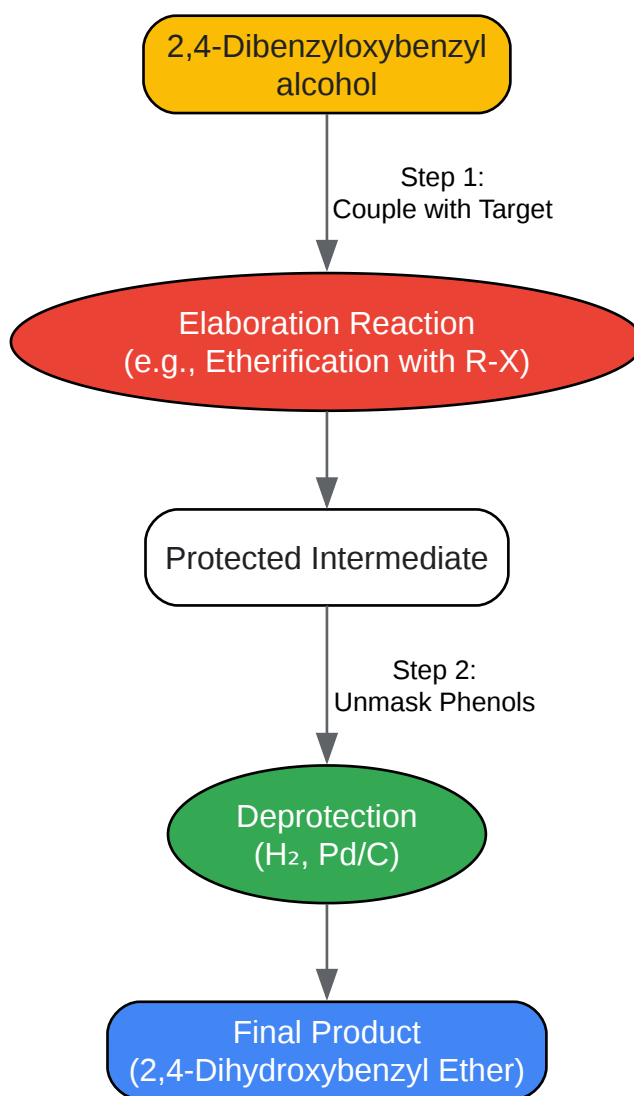 2,4-Dibenzyloxybenzyl
alcohol
Step 1:
Couple with Target
Elaboration Reaction
(e.g., Etherification with R-X)
Protected Intermediate
Step 2:
Unmask Phenols
Deprotection
(H₂, Pd/C)
Final Product
(2,4-Dihydroxybenzyl Ether)